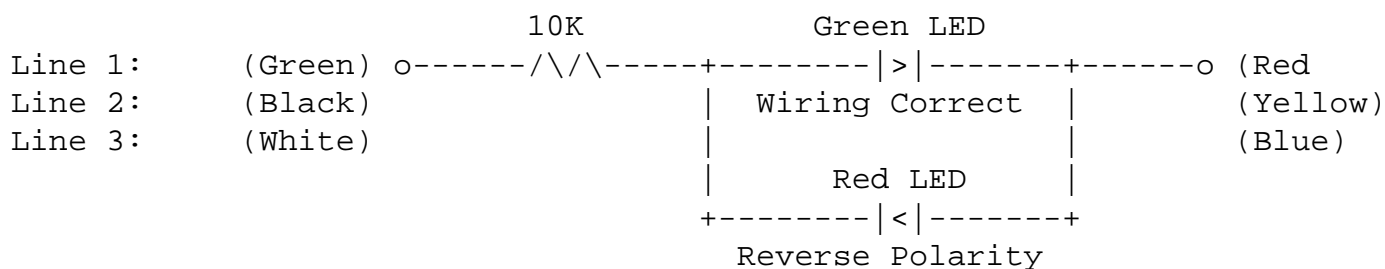 10K Green LED
Line 1: (Green) o------/\/\-----+--------|>|-------+------o (Red
Line 2: (Black) | Wiring Correct | (Yellow)
Line 3: (White) | | (Blue)
| Red LED |
+--------|<|-------+
Reverse Polarity